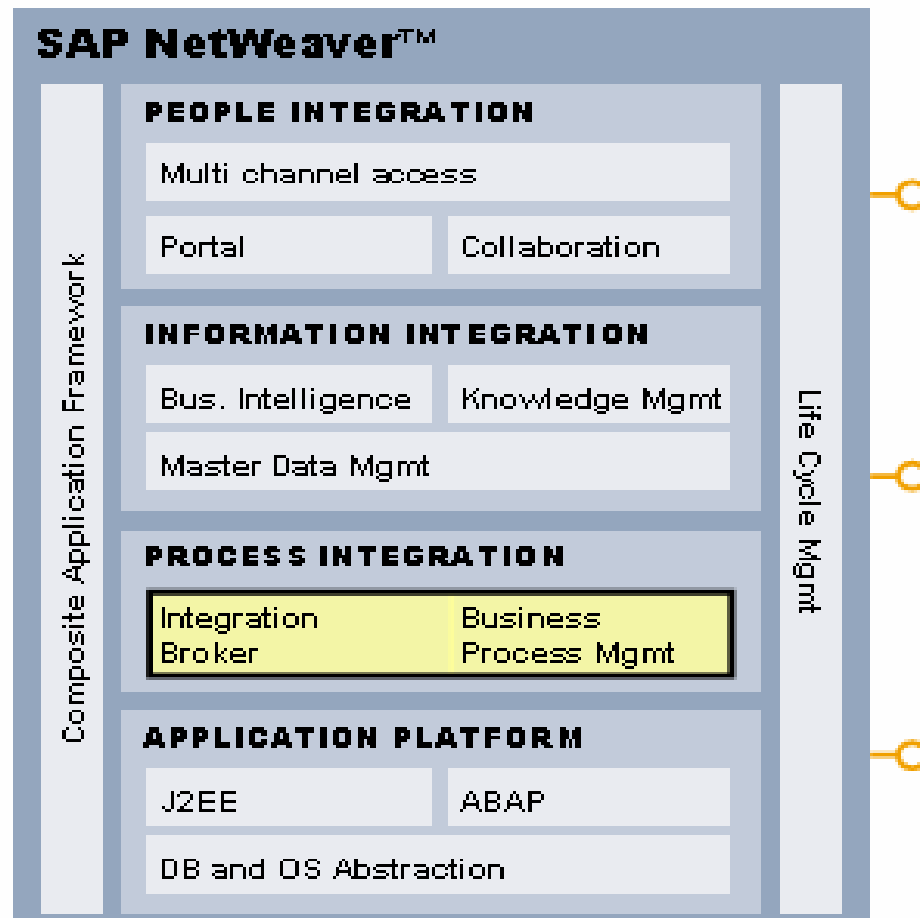 SAP NetWeaver™
PEOPLE INTEGRATION
Multi channel access
Portal
Collaboration
INFORMATION INTEGRATION
Bus. Intelligence
Knowledge Mgmt
Master Data Mgmt
PROCESS INTEGRATION
Integration
Broker
Business
Process Mgmt
APPLICATION PLATFORM
J2EE
ABAP
DB and OS Abstraction
Composite Application Framework
Life Cycle Mgmt